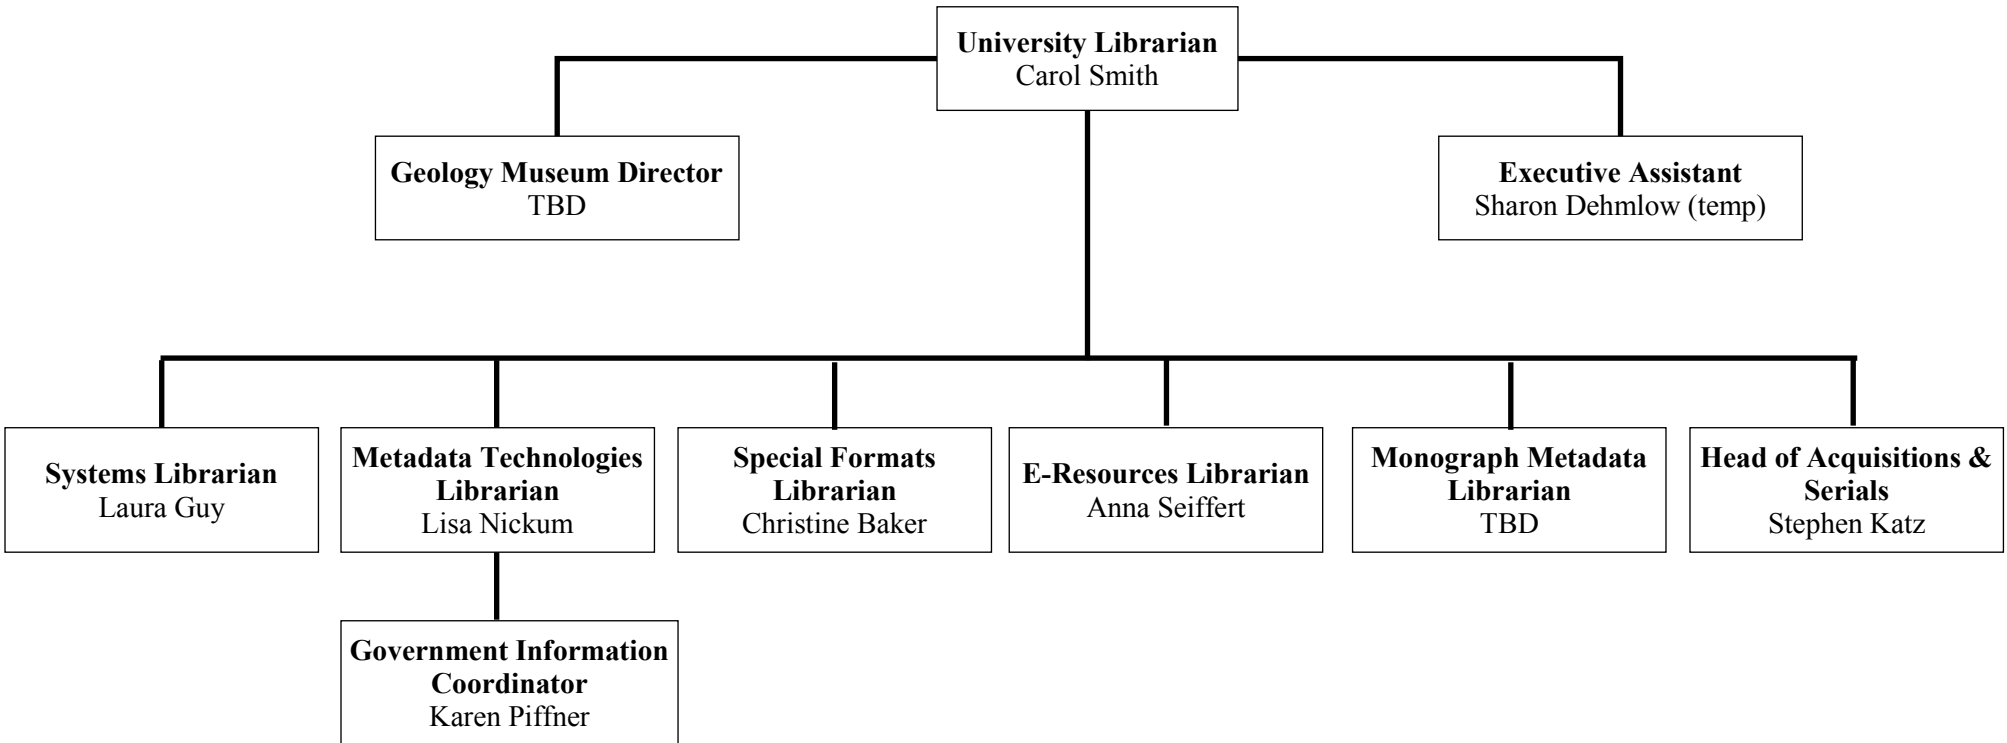 University Librarian
Carol Smith
Geology Museum Director
TBD
Executive Assistant
Sharon Dehmlow (temp)
Systems Librarian
Laura Guy
Metadata Technologies
Librarian
Lisa Nickum
Special Formats
Librarian
Christine Baker
E-Resources Librarian
Anna Seiffert
Monograph Metadata
Librarian
TBD
Head of Acquisitions &
Serials
Stephen Katz
Government Information
Coordinator
Karen Piffner